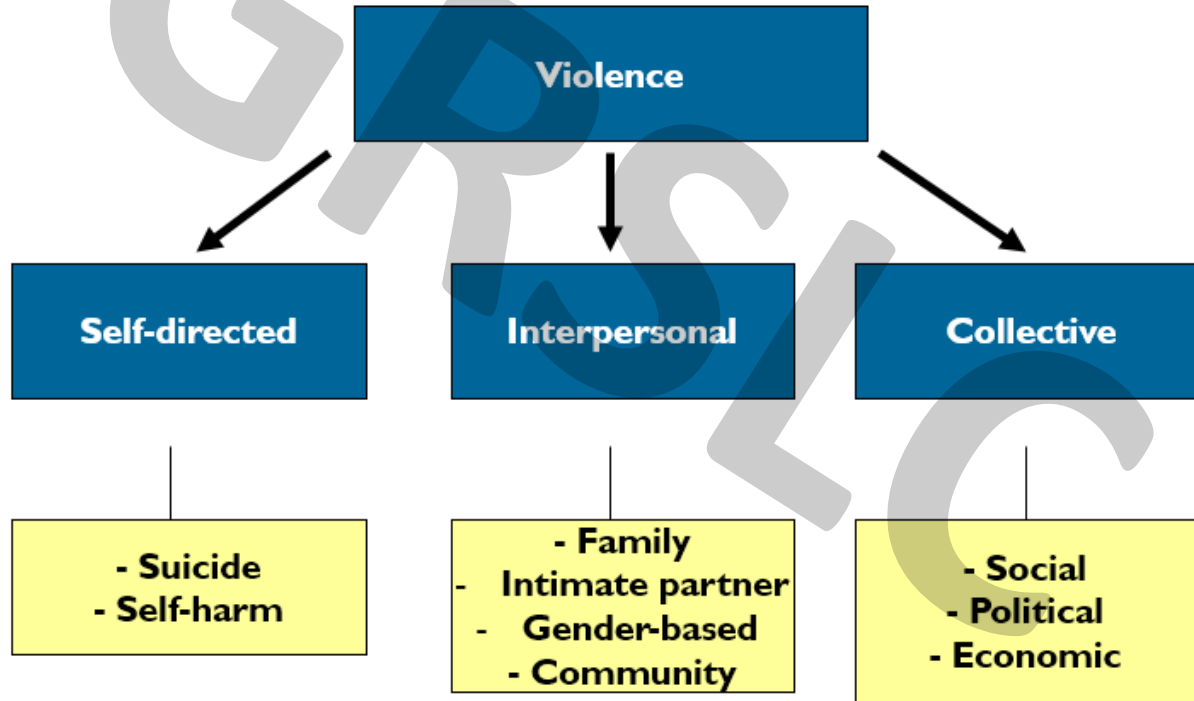 Violence
Self-directed
Interpersonal
Collective
- Suicide
- Self-harm
- Family
- Intimate partner
- Gender-based
- Community
- Social
- Political
- Economic
GRSLC